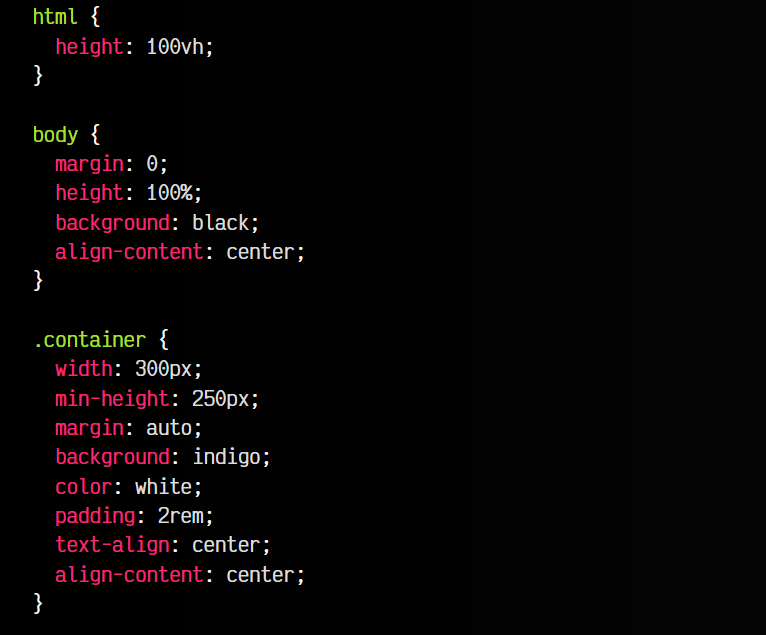 html {
  height: 100vh;
}

body {
  margin: 0;
  height: 100%;
  background: black;
  align-content: center;
}

.container {
  width: 300px;
  min-height: 250px;
  margin: auto;
  background: indigo;
  color: white;
  padding: 2rem;
  text-align: center;
  align-content: center;
}